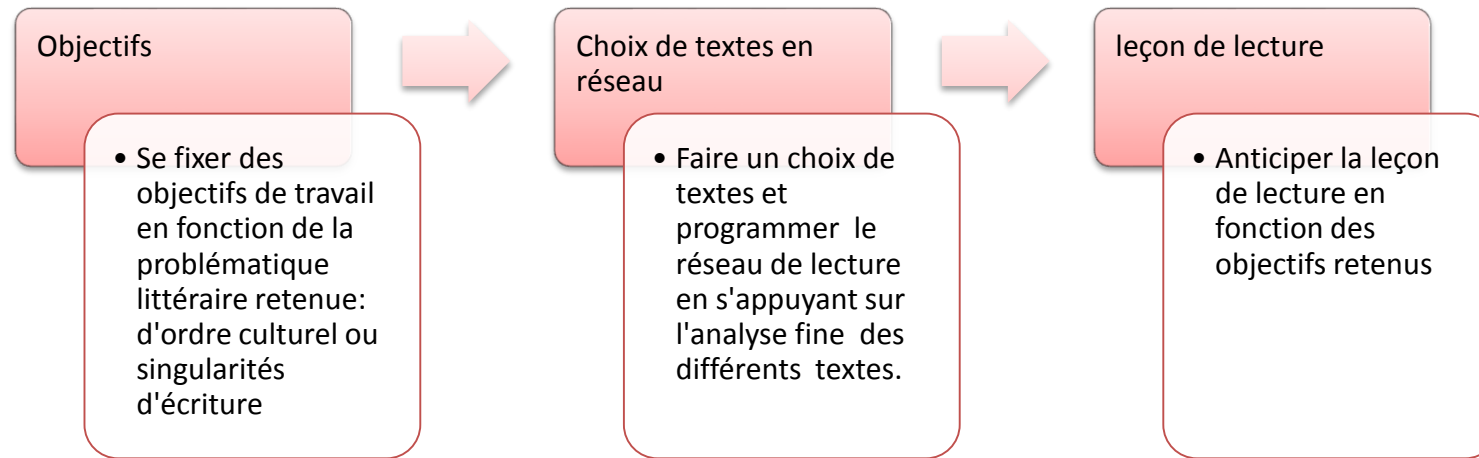 Objectifs
• Se fixer des
objectifs de travail
en fonction de la
problématique
littéraire retenue:
d'ordre culturel ou
singularités
d'écriture
Choix de textes en
réseau
• Faire un choix de
textes et
programmer le
réseau de lecture
en s'appuyant sur
l'analyse fine des
différents textes.
leçon de lecture
• Anticiper la leçon
de lecture en
fonction des
objectifs retenus